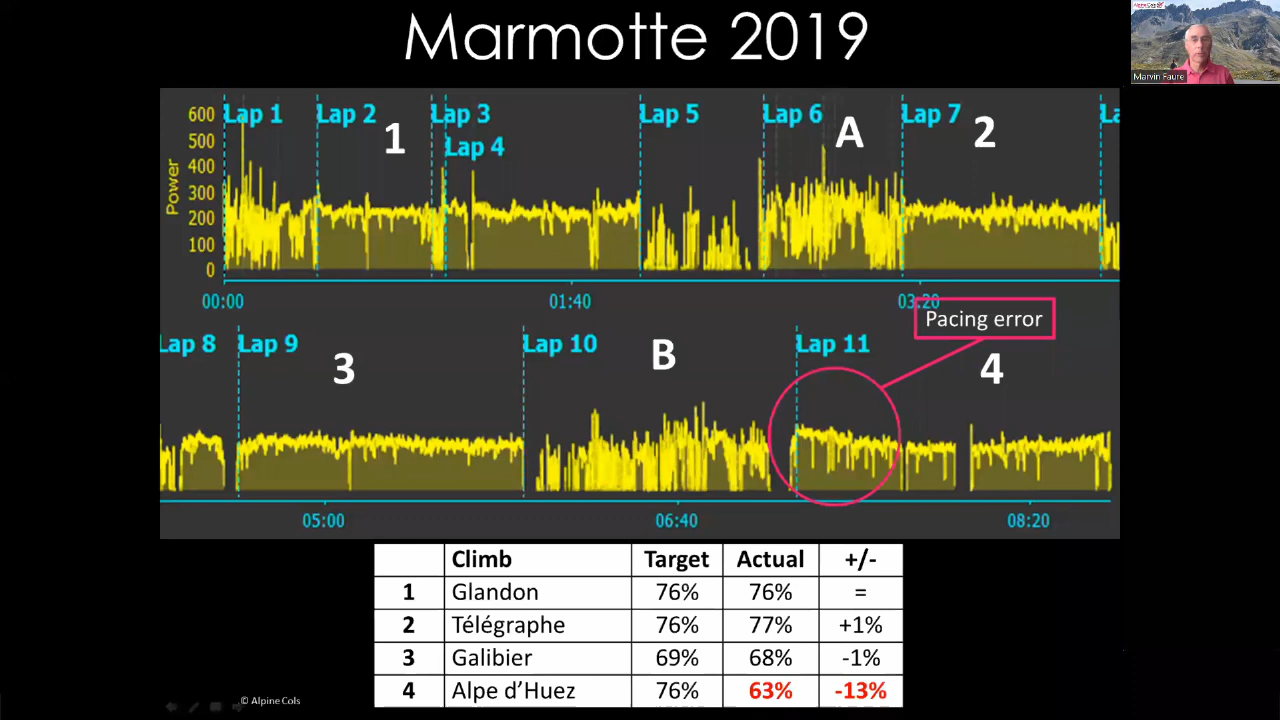 Marmotte 2019
Marvin Faure
Lap 1
Lap 2
Lap 3
Lap 4
Lap 5
Lap 6
Lap 7
La
1
A
2
Power
600
500
400
300
200
100
0
00:00
01:40
03:20
Pacing error
Lap 8
Lap 9
Lap 10
Lap 11
3
B
4
05:00
06:40
08:20
Climb Target Actual +/-
1 Glandon 76% 76% =
2 Télégraphe 76% 77% +1%
3 Galibier 69% 68% -1%
4 Alpe d’Huez 76% 63% -13%
© Alpine Cols